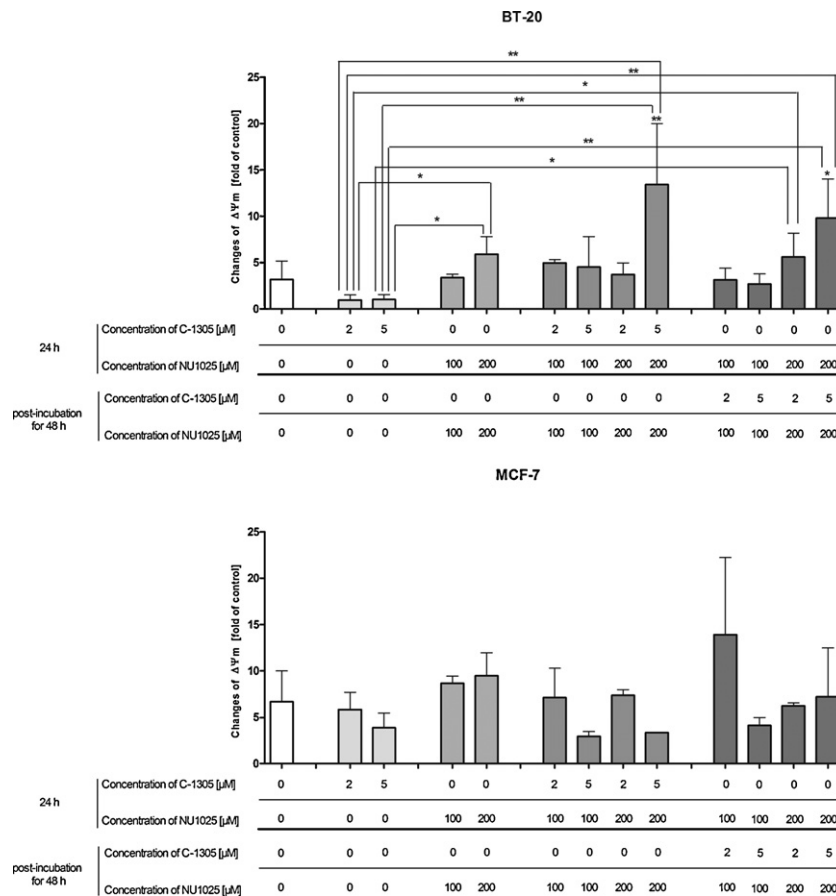 BT-20
**
**
*
**
**
**
*
*
*
*
25
20
15
10
5
0
Changes of ΔΨm [fold of control]
24 h
Concentration of C-1305 [µM] 0 2 5 0 0 2 5 2 5 0 0 0 0
Concentration of NU1025 [µM] 0 0 0 100 200 100 100 200 200 100 100 200 200
post-incubation
for 48 h
Concentration of C-1305 [µM] 0 0 0 0 0 0 0 0 0 2 5 2 5
Concentration of NU1025 [µM] 0 0 0 100 200 100 100 200 200 100 100 200 200
MCF-7
25
20
15
10
5
0
Changes of ΔΨm [fold of control]
24 h
Concentration of C-1305 [µM] 0 2 5 0 0 2 5 2 5 0 0 0 0
Concentration of NU1025 [µM] 0 0 0 100 200 100 100 200 200 100 100 200 200
post-incubation
for 48 h
Concentration of C-1305 [µM] 0 0 0 0 0 0 0 0 0 2 5 2 5
Concentration of NU1025 [µM] 0 0 0 100 200 100 100 200 200 100 100 200 200